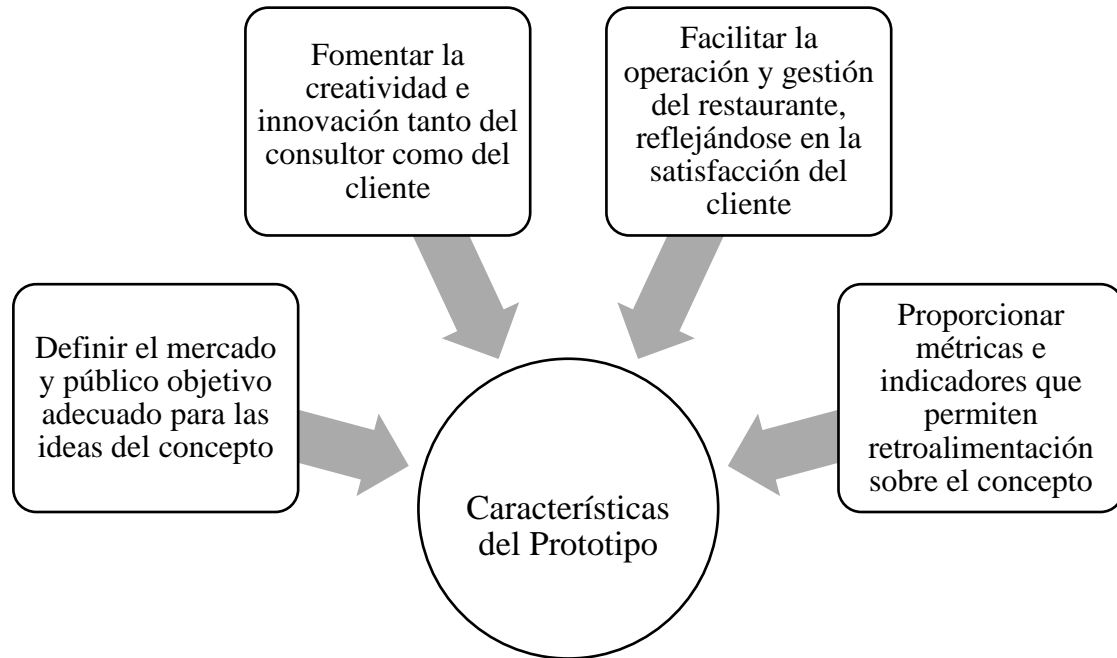 Fomentar la
creatividad e
innovación tanto del
consultor como del
cliente
Facilitar la
operación y gestión
del restaurante,
reflejándose en la
satisfacción del
cliente
Definir el mercado
y público objetivo
adecuado para las
ideas del concepto
Proporcionar
métricas e
indicadores que
permiten
retroalimentación
sobre el concepto
Características
del Prototipo